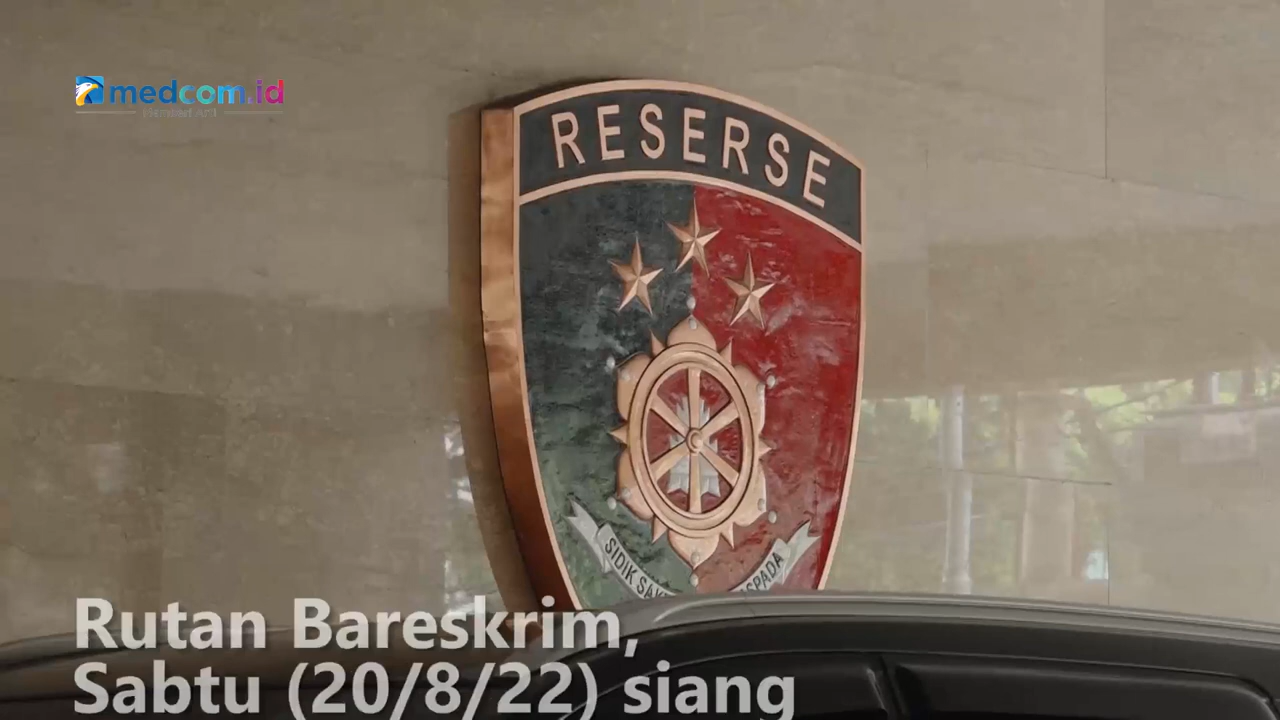 medcom.id
RESERSE
SIDIK
Rutan Bareskrim,
Sabtu (20/8/22) siang